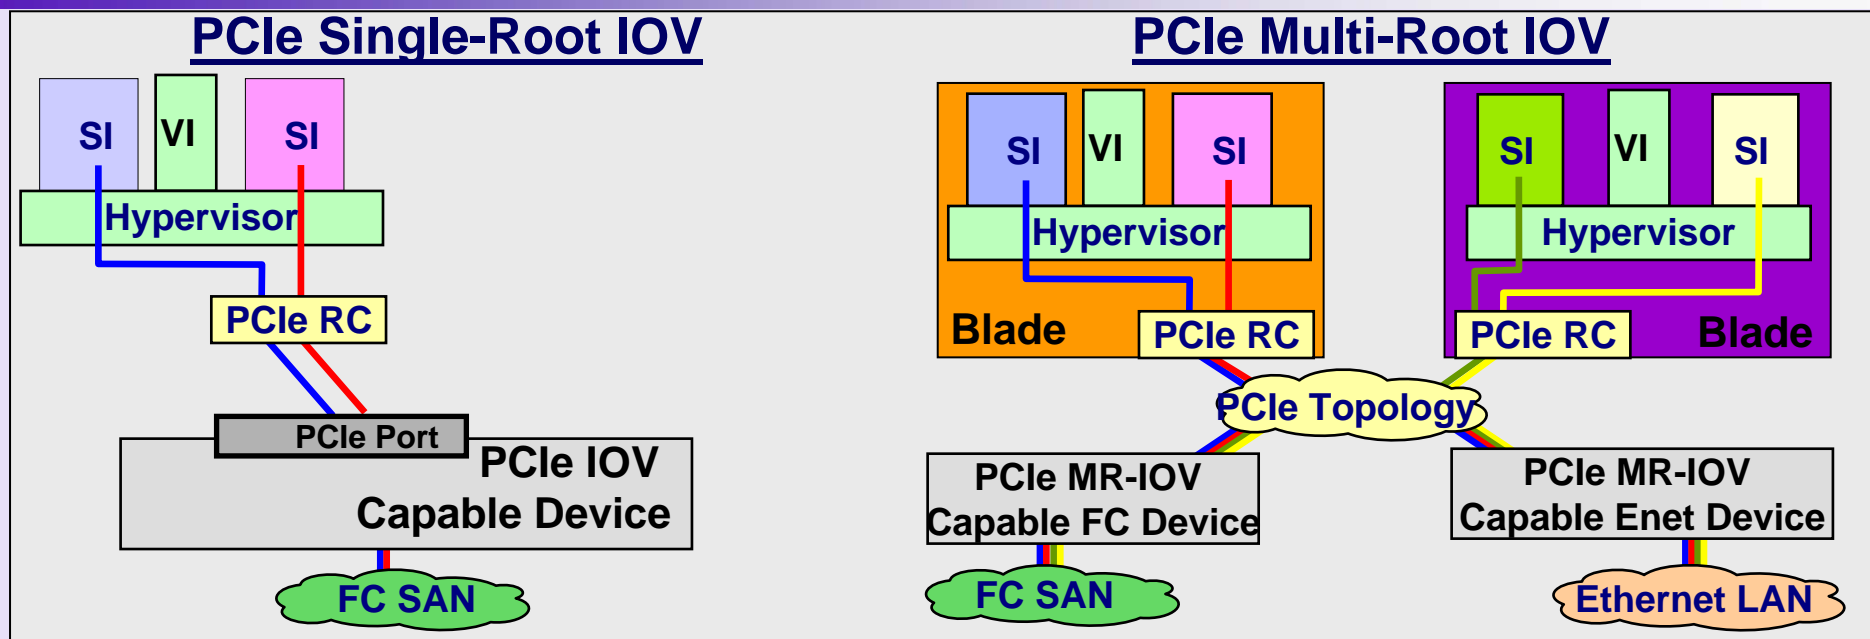 PCIe Single-Root IOV
SI
VI
SI
Hypervisor
PCIe RC
PCIe Port
PCIe IOV
Capable Device
FC SAN
PCIe Multi-Root IOV
SI
VI
SI
Hypervisor
Blade
PCIe RC
SI
VI
SI
Hypervisor
PCIe RC
Blade
PCIe Topology
PCIe MR-IOV
Capable FC Device
FC SAN
PCIe MR-IOV
Capable Enet Device
Ethernet LAN